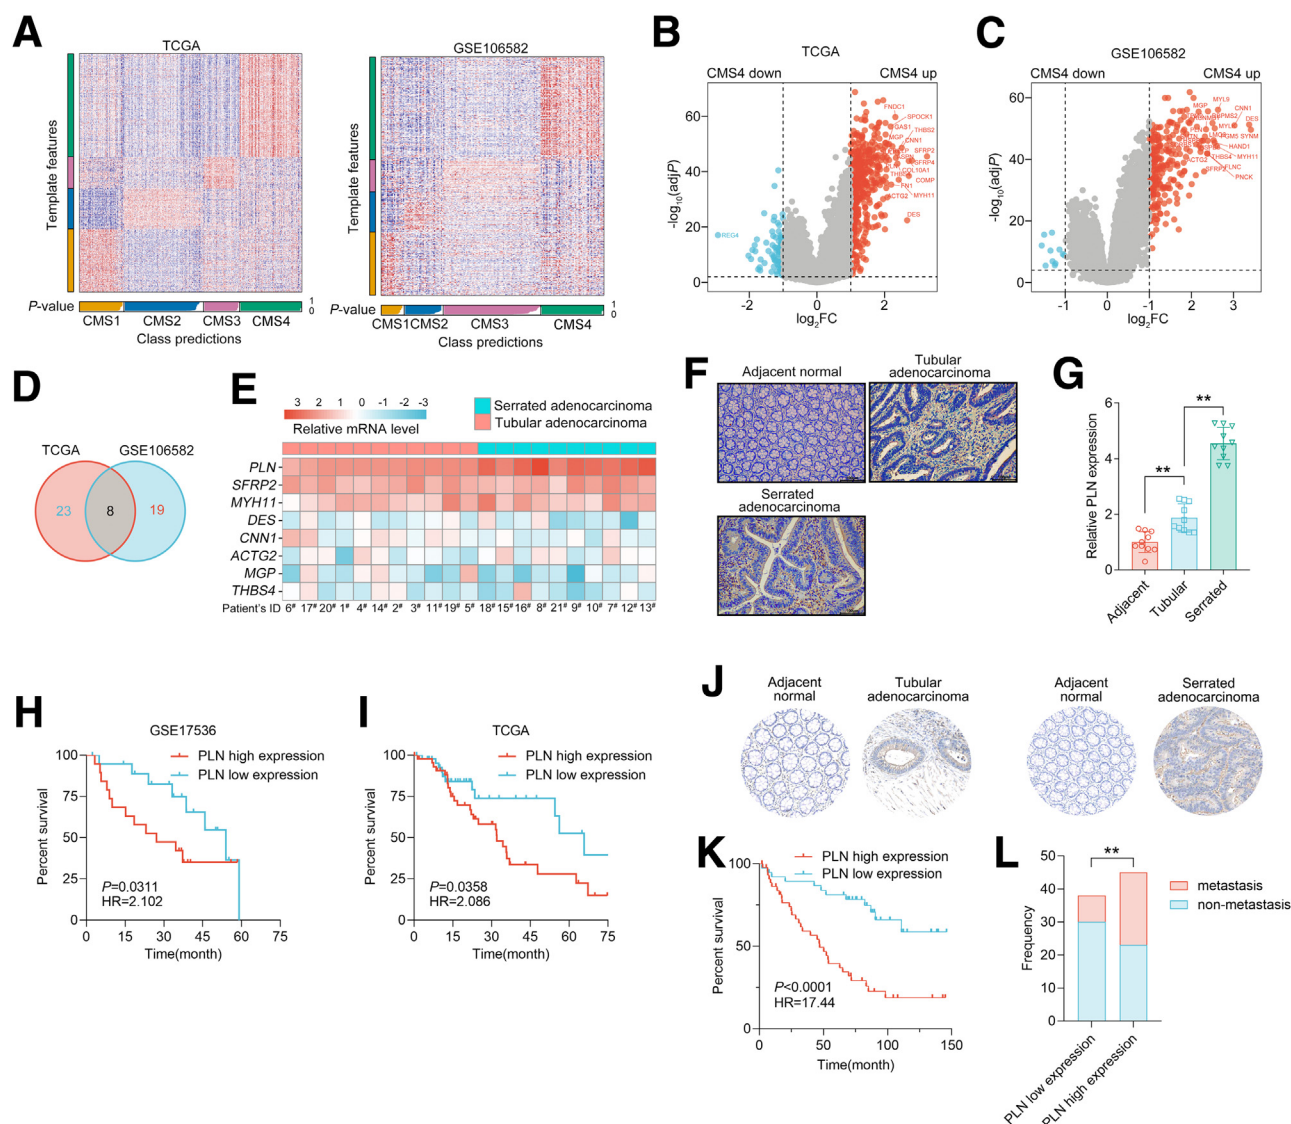 A
TCGA
Template features
P-value
1
0
CMS1
CMS2
CMS3
CMS4
Class predictions
GSE106582
Template features
P-value
1
0
CMS1
CMS2
CMS3
CMS4
Class predictions
B
TCGA
CMS4 down
CMS4 up
-log10(adjP)
60
40
20
0
-2
0
2
log2FC
FNDC1
SPOCK1
GAS1
THBS2
MGP
CNN1
SFRP2
SFRP4
COL10A1
COMP
FN1
ACTG2
MYH11
DES
REG4
C
GSE106582
CMS4 down
CMS4 up
-log10(adjP)
60
40
20
0
-1
0
1
2
3
log2FC
MYL9
MGP
CNN1
DES
SYNM
HAND1
THBS4
MYH11
ACTG2
SFRP2
FLNC
PNCK
D
TCGA
GSE106582
23
8
19
E
3 2 1 0 -1 -2 -3
Relative mRNA level
Serrated adenocarcinoma
Tubular adenocarcinoma
PLN
SFRP2
MYH11
DES
CNN1
ACTG2
MGP
THBS4
Patient's ID 6# 17# 20# 1# 4# 14# 2# 3# 11# 19# 5# 18# 15# 16# 8# 21# 9# 10# 7# 12# 13#
F
Adjacent normal
Tubular
adenocarcinoma
Serrated
adenocarcinoma
G
Relative PLN expression
6
4
2
0
**
**
Adjacent
Tubular
Serrated
H
GSE17536
PLN high expression
PLN low expression
Percent survival
100
75
50
25
0
P=0.0311
HR=2.102
0 15 30 45 60 75
Time(month)
I
TCGA
PLN high expression
PLN low expression
Percent survival
100
75
50
25
0
P=0.0358
HR=2.086
0 15 30 45 60 75
Time(month)
J
Adjacent
normal
Tubular
adenocarcinoma
Adjacent
normal
Serrated
adenocarcinoma
K
PLN high expression
PLN low expression
Percent survival
100
50
0
P<0.0001
HR=17.44
0 50 100 150
Time(month)
L
Frequency
50
40
30
20
10
0
**
metastasis
non-metastasis
PLN low expression
PLN high expression